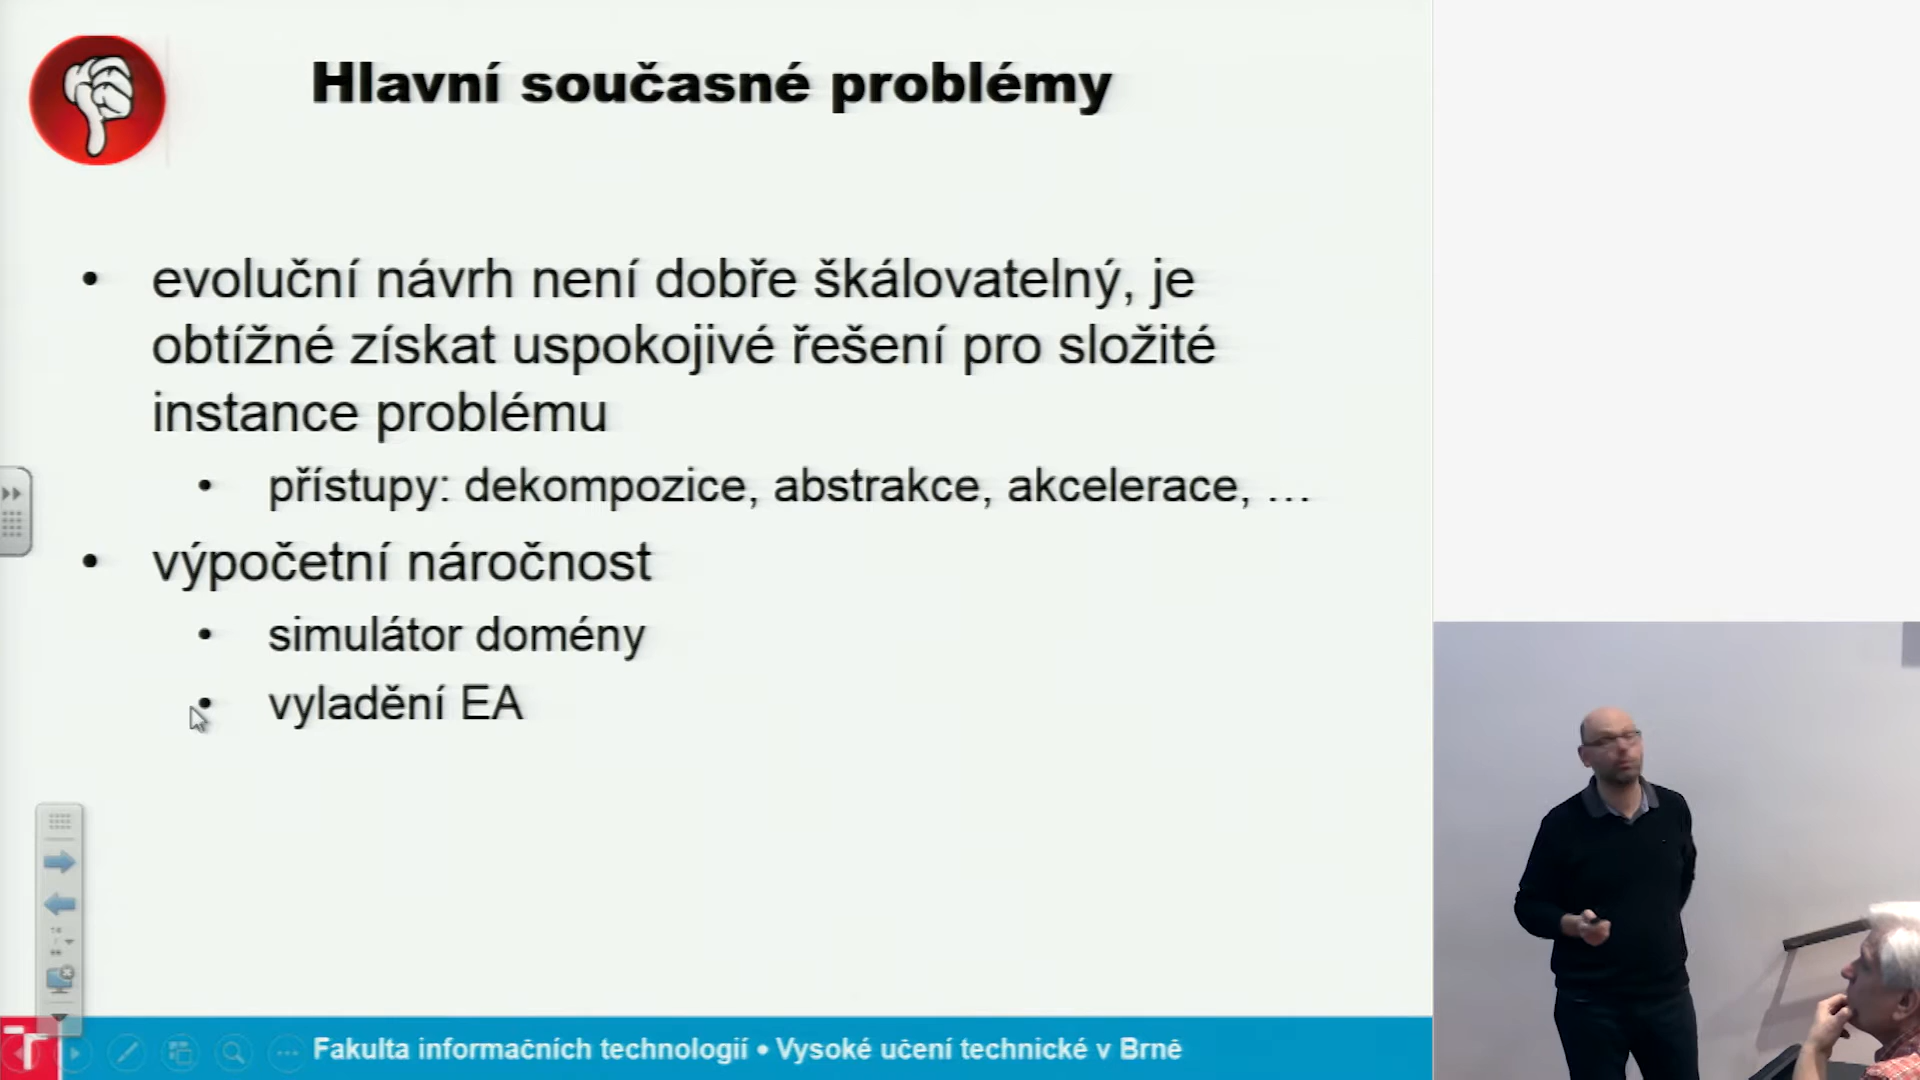 Hlavní současné problémy
• evoluční návrh není dobře škálovatelný, je
obtížné získat uspokojivé řešení pro složité
instance problému
• přístupy: dekompozice, abstrakce, akcelerace, ...
• výpočetní náročnost
• simulátor domény
• vyladění EA
Fakulta informačních technologií • Vysoké učení technické v Brně